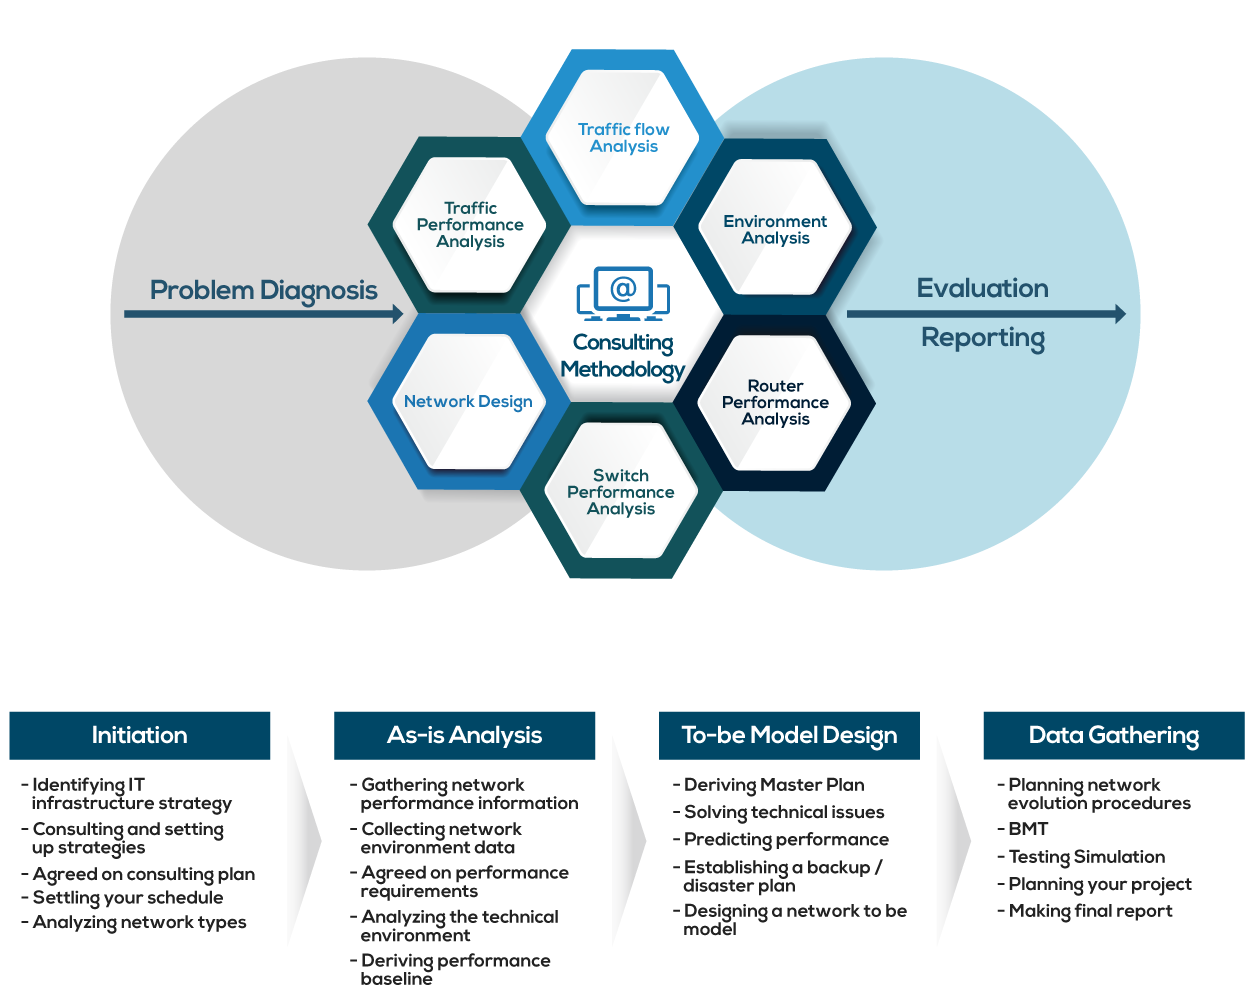 Traffic flow
Analysis
Traffic
Performance
Analysis
Environment
Analysis
Problem Diagnosis
@
Consulting
Methodology
Evaluation
Reporting
Network Design
Router
Performance
Analysis
Switch
Performance
Analysis
Initiation
- Identifying IT
infrastructure strategy
- Consulting and setting
up strategies
- Agreed on consulting plan
- Settling your schedule
- Analyzing network types
As-is Analysis
- Gathering network
performance information
- Collecting network
environment data
- Agreed on performance
requirements
- Analyzing the technical
environment
- Deriving performance
baseline
To-be Model Design
- Deriving Master Plan
- Solving technical issues
- Predicting performance
- Establishing a backup /
disaster plan
- Designing a network to be
model
Data Gathering
- Planning network
evolution procedures
- BMT
- Testing Simulation
- Planning your project
- Making final report